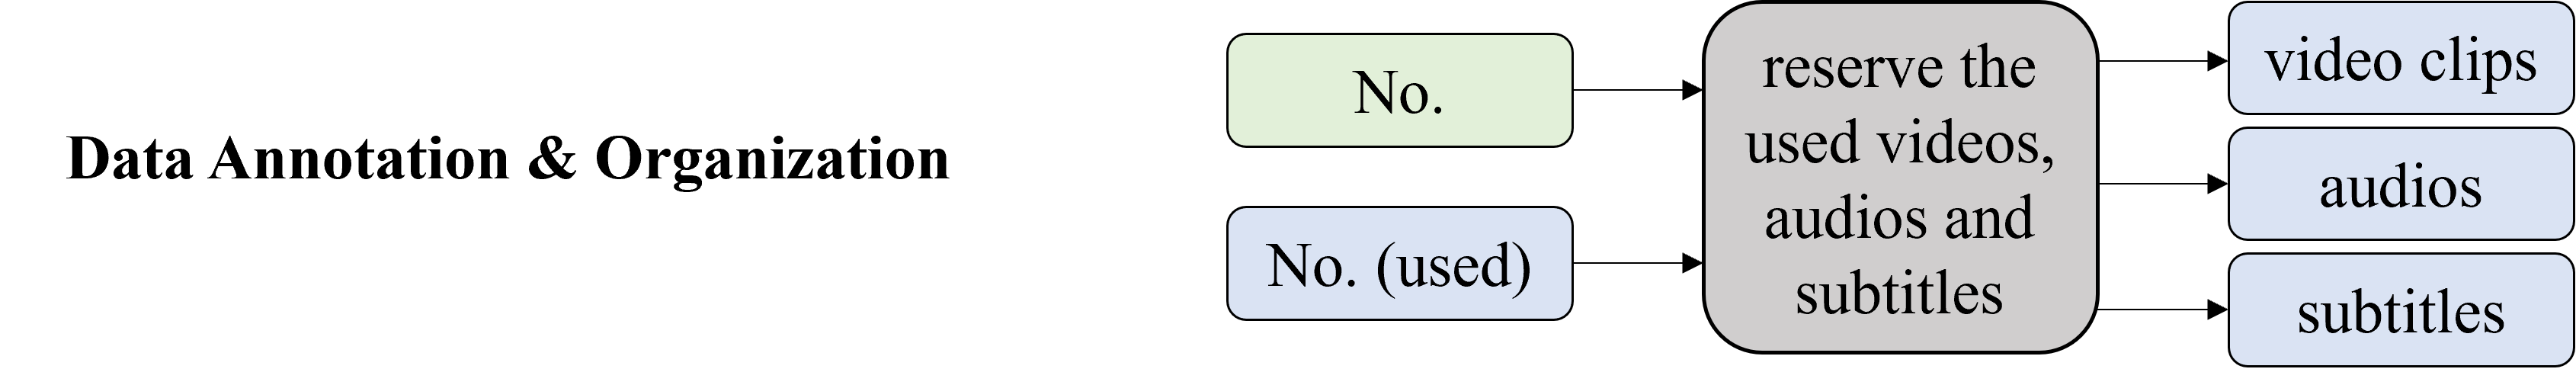 Data Annotation & Organization
No.
No. (used)
reserve the
used videos,
audios and
subtitles
video clips
audios
subtitles